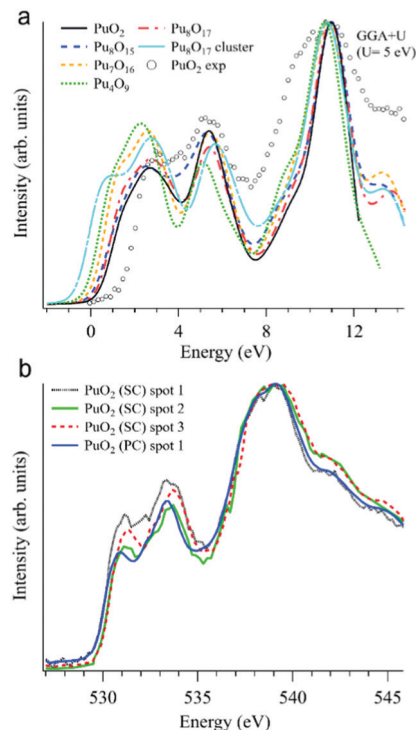 a
PuO₂
Pu₈O₁₅
Pu₇O₁₆
Pu₄O₉
Pu₈O₁₇
Pu₈O₁₇ cluster
PuO₂ exp
GGA+U
(U= 5 eV)
Intensity (arb. units)
0 4 8 12
Energy (eV)
b
PuO₂ (SC) spot 1
PuO₂ (SC) spot 2
PuO₂ (SC) spot 3
PuO₂ (PC) spot 1
Intensity (arb. units)
530 535 540 545
Energy (eV)